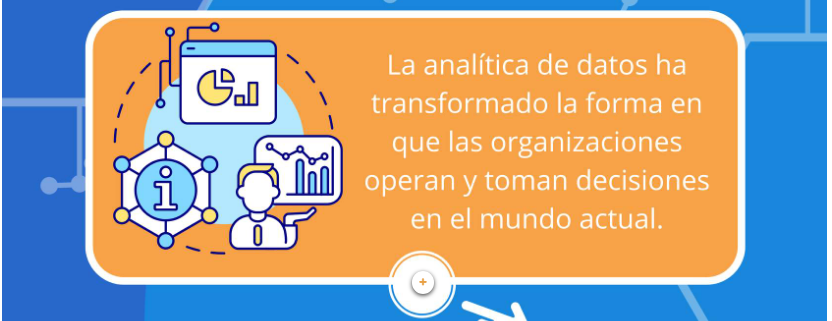 La analítica de datos ha
transformado la forma en
que las organizaciones
operan y toman decisiones
en el mundo actual.